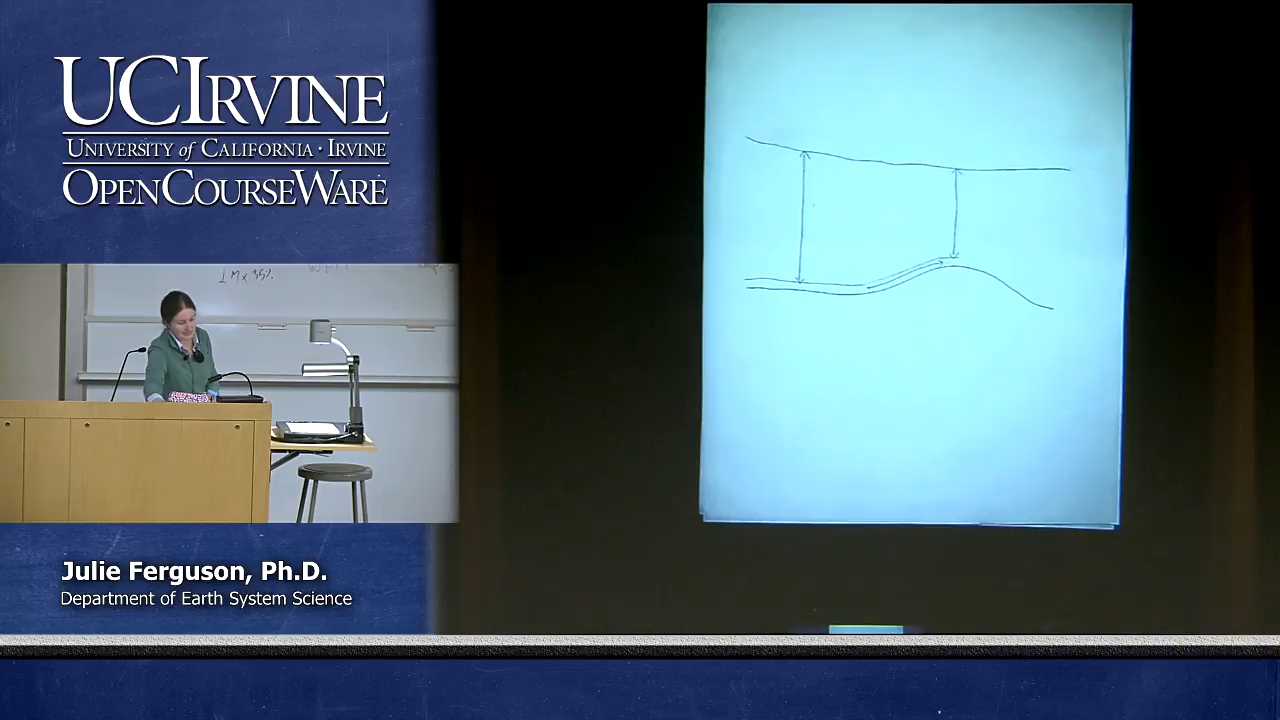 UCIRVINE
UNIVERSITY of CALIFORNIA · IRVINE
OPENCOURSEWARE
Julie Ferguson, Ph.D.
Department of Earth System Science